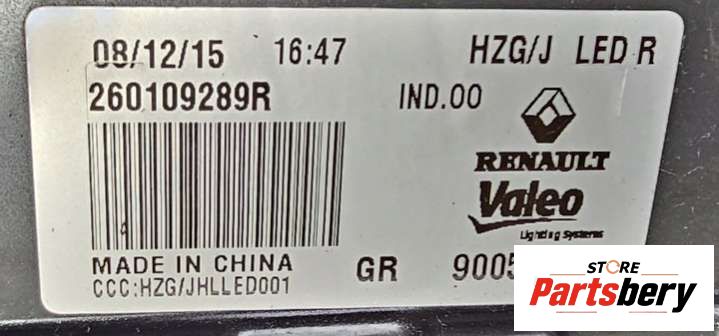 08/12/15 16:47 HZG/J LED R
260109289R IND.00
RENAULT
Valeo
Lighting Systems
MADE IN CHINA GR 9005
CCC:HZG/JHLLED001
STORE
Partsbery